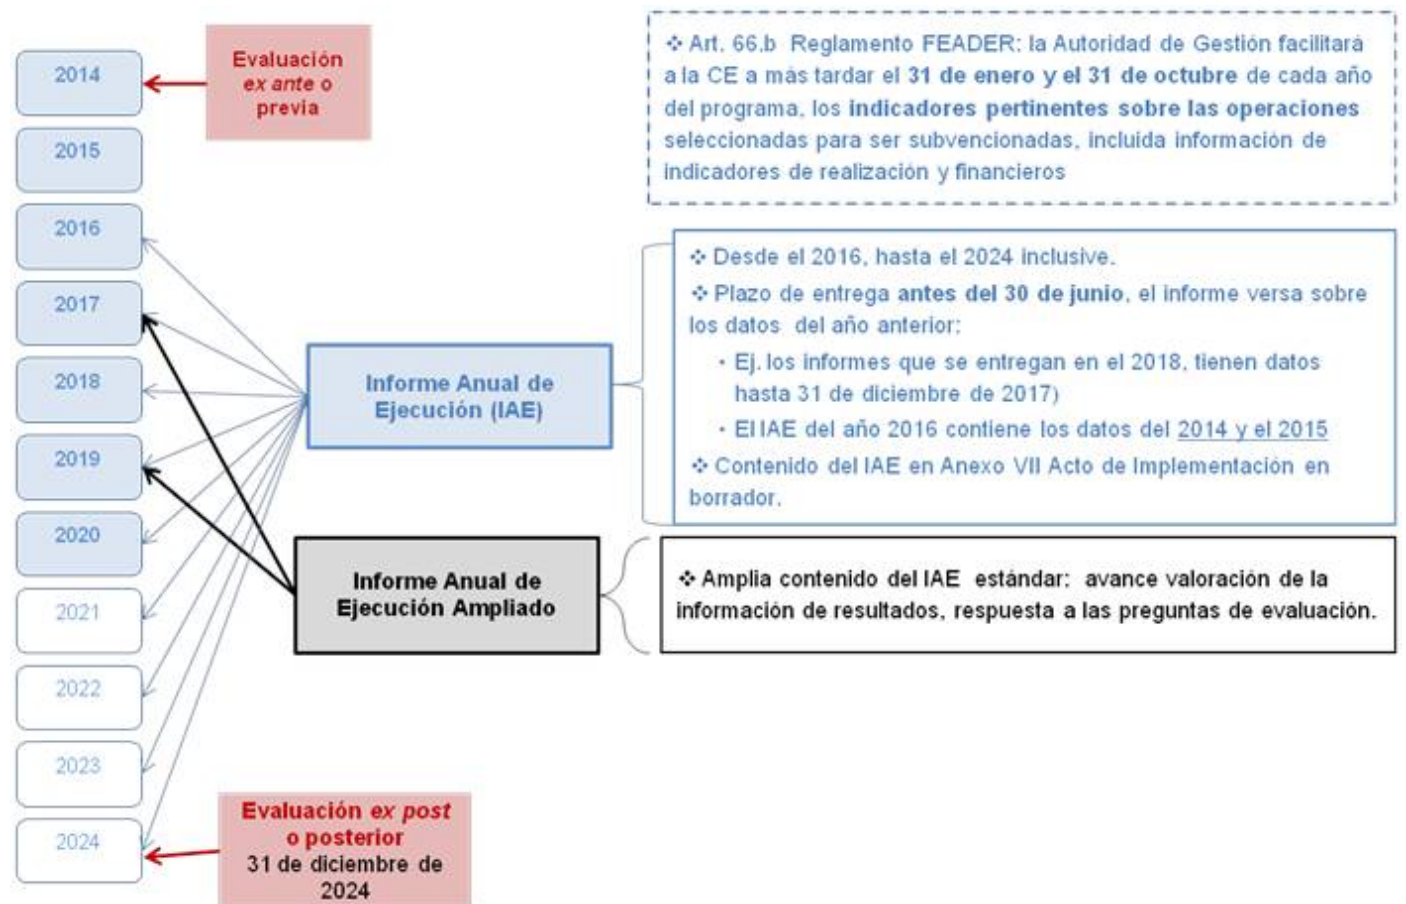 2014
2015
2016
2017
2018
2019
2020
2021
2022
2023
2024
Evaluación
ex ante o
previa
❖ Art. 66.b Reglamento FEADER: la Autoridad de Gestión facilitará
a la CE a más tardar el 31 de enero y el 31 de octubre de cada año
del programa, los indicadores pertinentes sobre las operaciones
seleccionadas para ser subvencionadas, incluida información de
indicadores de realización y financieros
Informe Anual de
Ejecución (IAE)
❖ Desde el 2016, hasta el 2024 inclusive.
❖ Plazo de entrega antes del 30 de junio, el informe versa sobre
los datos del año anterior:
• Ej. los informes que se entregan en el 2018, tienen datos
hasta 31 de diciembre de 2017)
• El IAE del año 2016 contiene los datos del 2014 y el 2015
❖ Contenido del IAE en Anexo VII Acto de Implementación en
borrador.
Informe Anual de
Ejecución Ampliado
❖ Amplia contenido del IAE estándar: avance valoración de la
información de resultados, respuesta a las preguntas de evaluación.
Evaluación ex post
o posterior
31 de diciembre de
2024